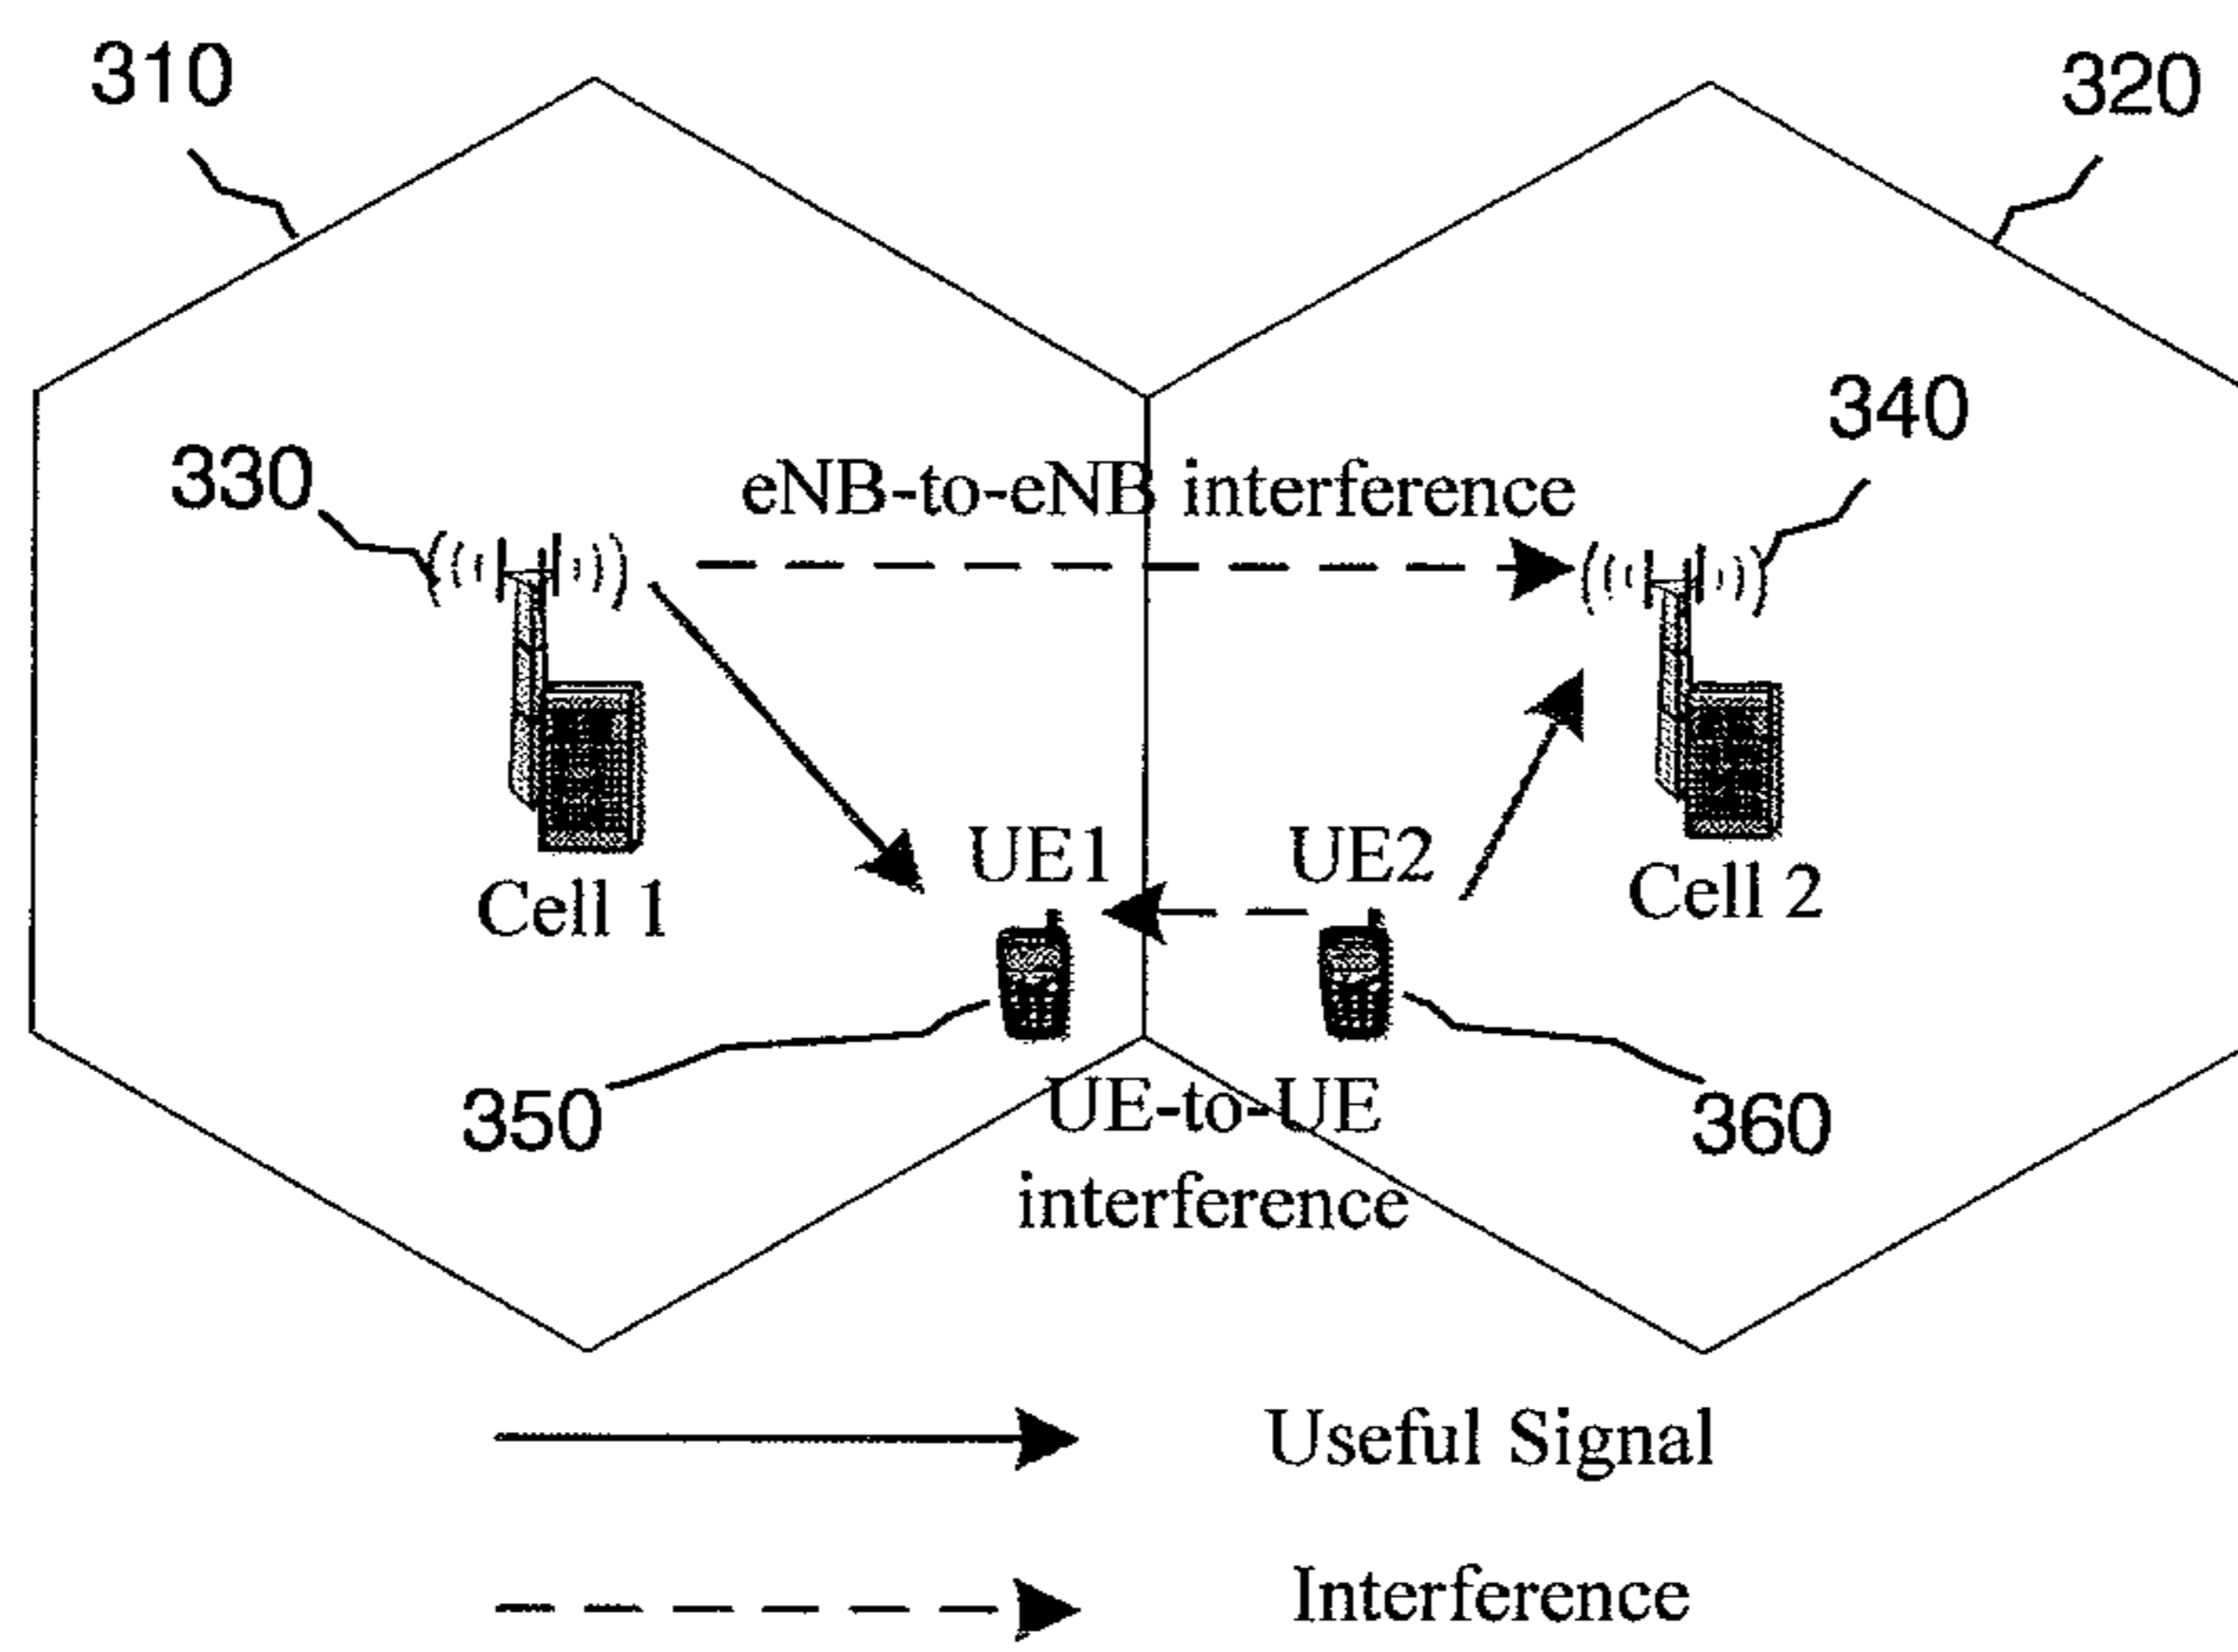 310
320
340
330
eNB-to-eNB interference
UE1
UE2
Cell 1
Cell 2
350
UE-to-UE
interference
360
Useful Signal
Interference